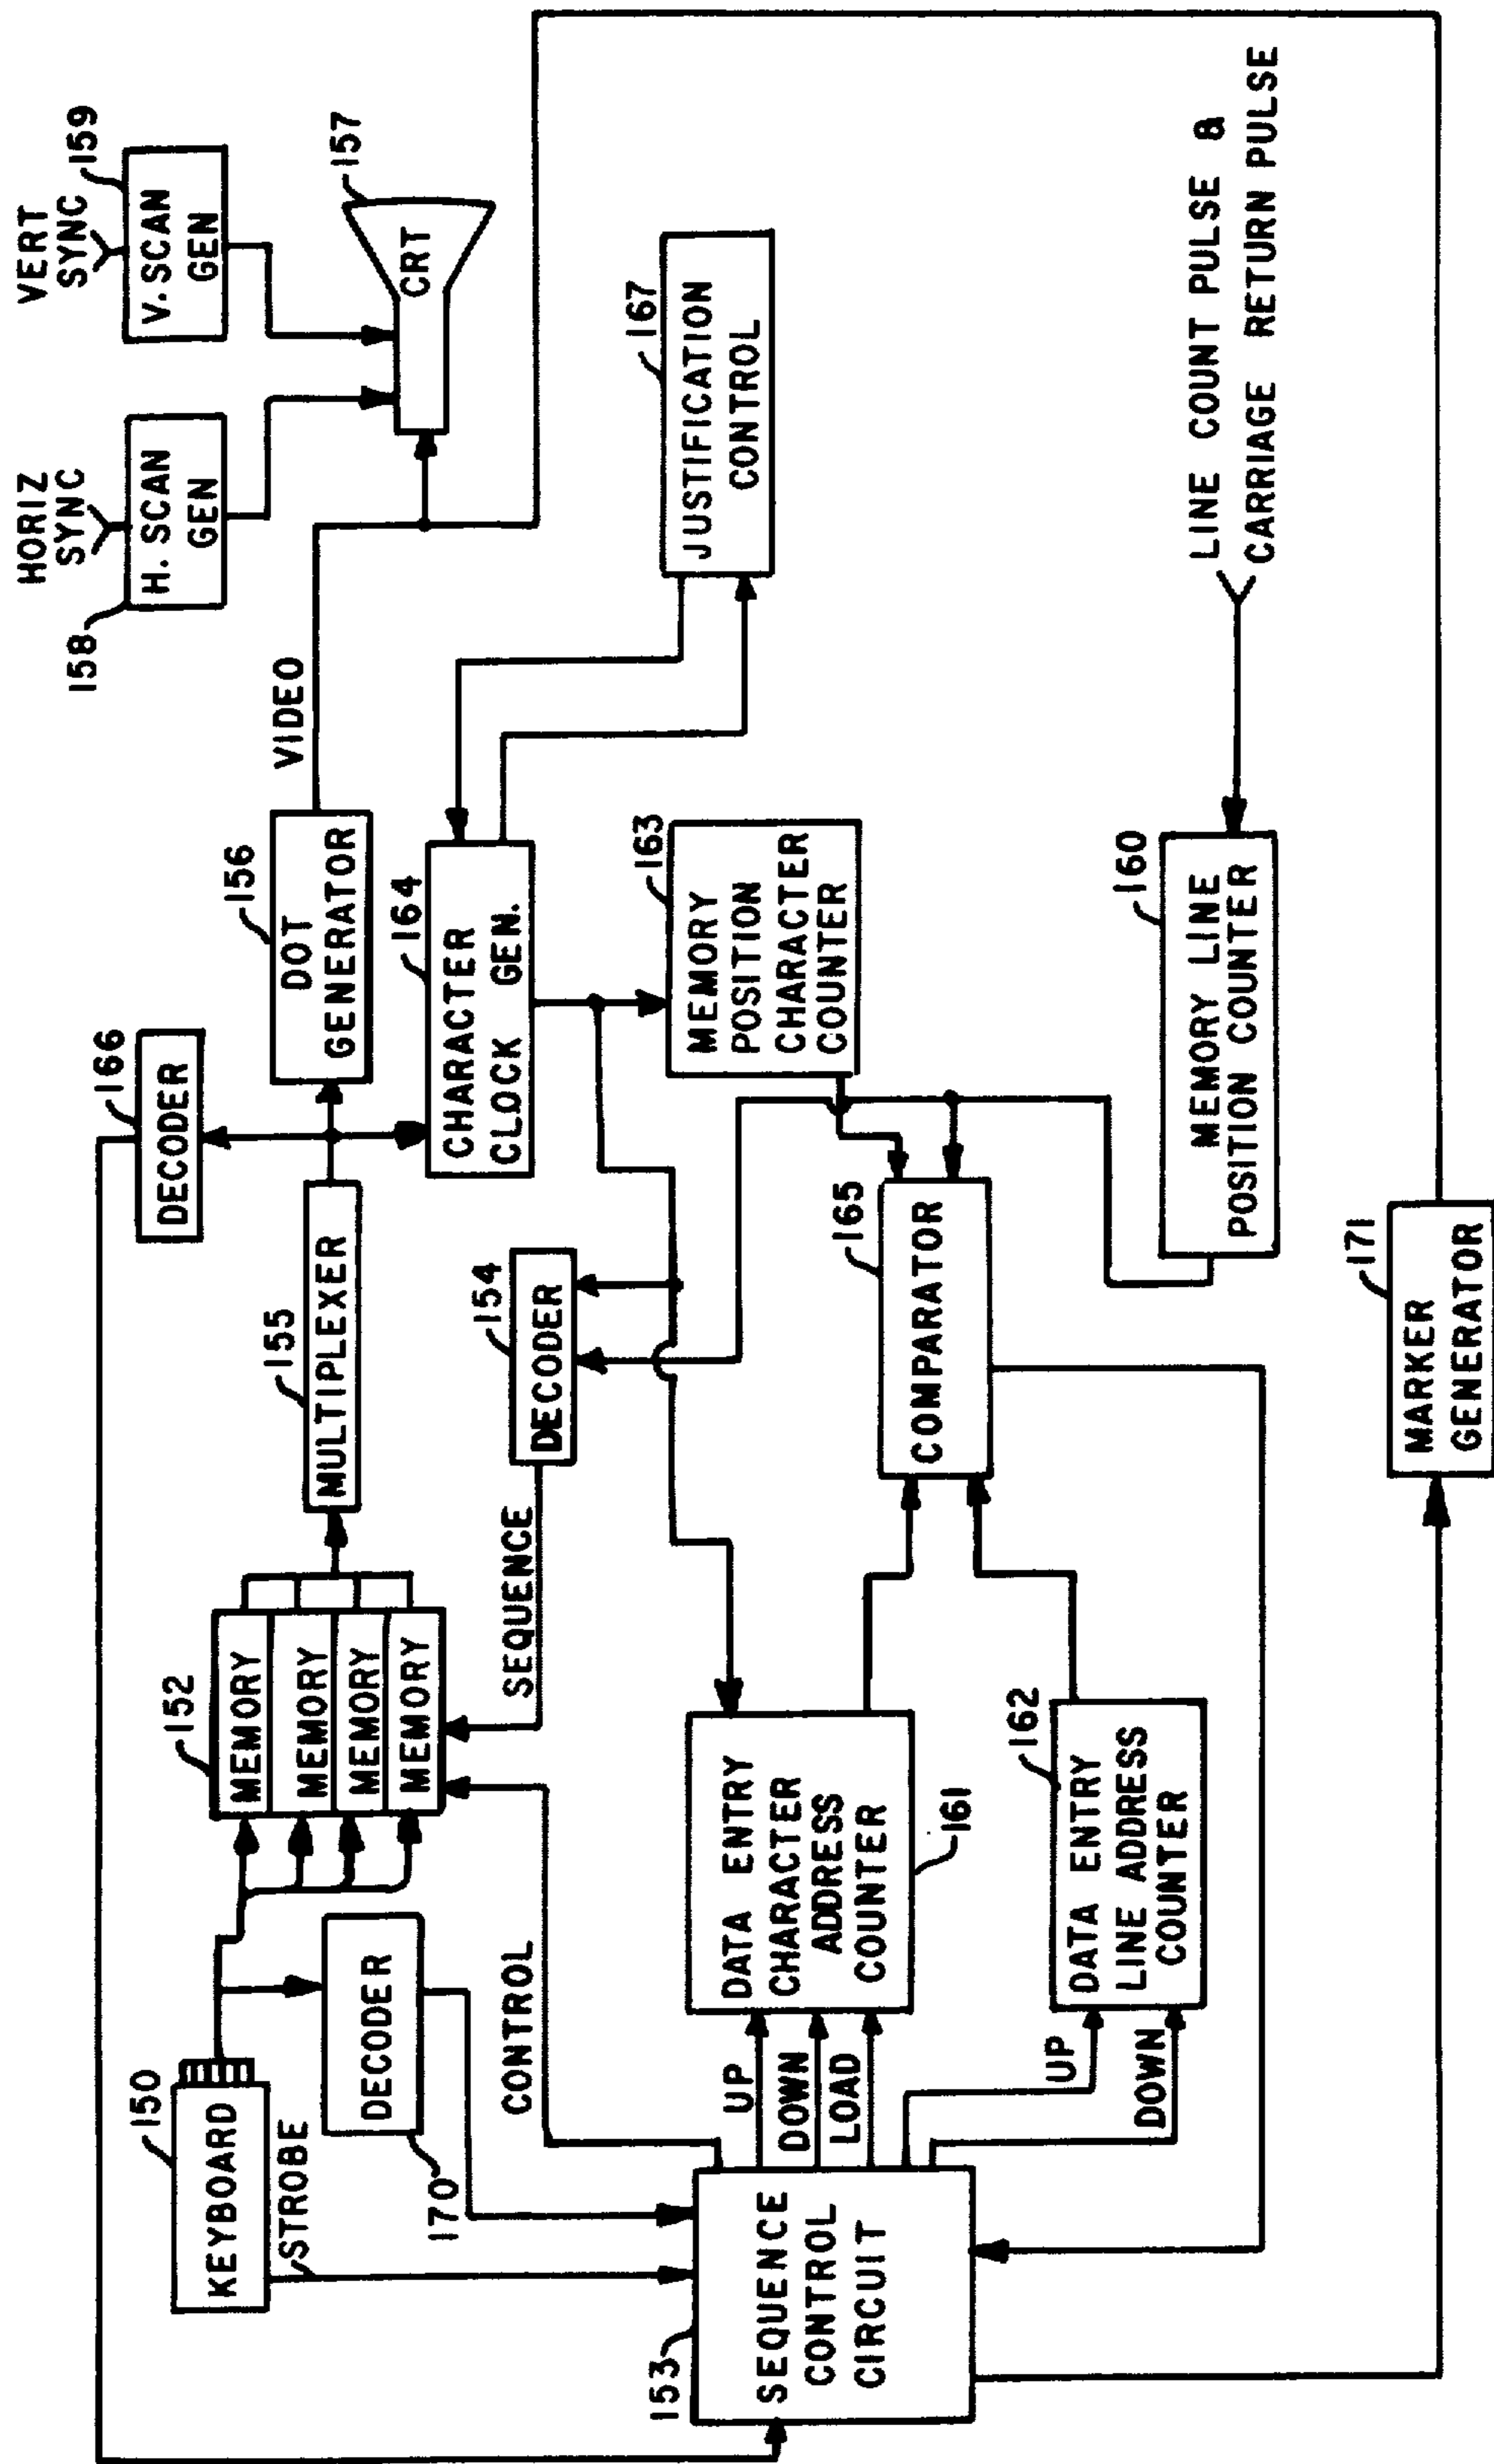 HORIZ
SYNC
VERT
SYNC
158
H. SCAN
GEN
159
V. SCAN
GEN
VIDEO
CRT
157
150
KEYBOARD
STROBE
152
MEMORY
MEMORY
MEMORY
MEMORY
155
MULTIPLEXER
166
DECODER
156
DOT
GENERATOR
170
DECODER
CONTROL
SEQUENCE
154
DECODER
164
CHARACTER
CLOCK GEN.
167
JUSTIFICATION
CONTROL
153
SEQUENCE
CONTROL
CIRCUIT
UP
DOWN
LOAD
DATA ENTRY
CHARACTER
ADDRESS
COUNTER
161
163
MEMORY
POSITION
CHARACTER
COUNTER
165
COMPARATOR
UP
DOWN
162
DATA ENTRY
LINE ADDRESS
COUNTER
160
MEMORY LINE
POSITION COUNTER
LINE COUNT PULSE &
CARRIAGE RETURN PULSE
171
MARKER
GENERATOR